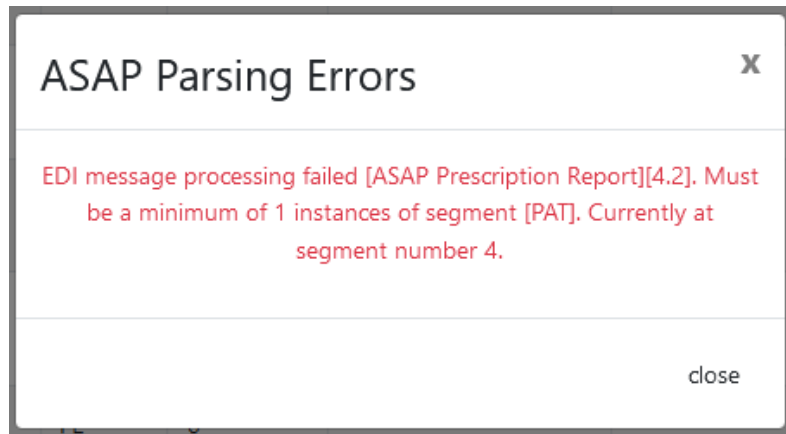 ASAP Parsing Errors
x
EDI message processing failed [ASAP Prescription Report][4.2]. Must
be a minimum of 1 instances of segment [PAT]. Currently at
segment number 4.
close